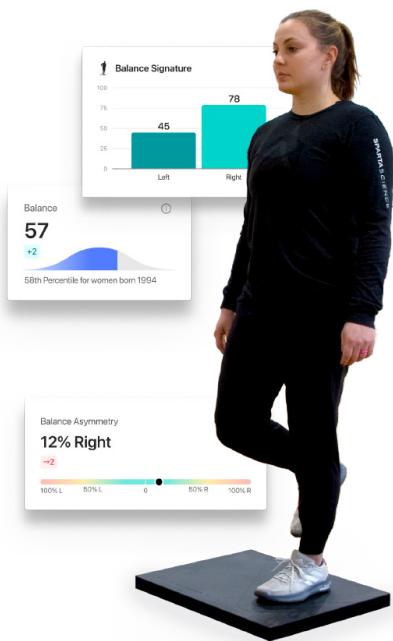 Balance Signature
100
75
50
25
0
45
78
Left
Right
Balance
57
+2
58th Percentile for women born 1994
Balance Asymmetry
12% Right
→2
100% L
50% L
0
50% R
100% R
SPARTA SCIENCE